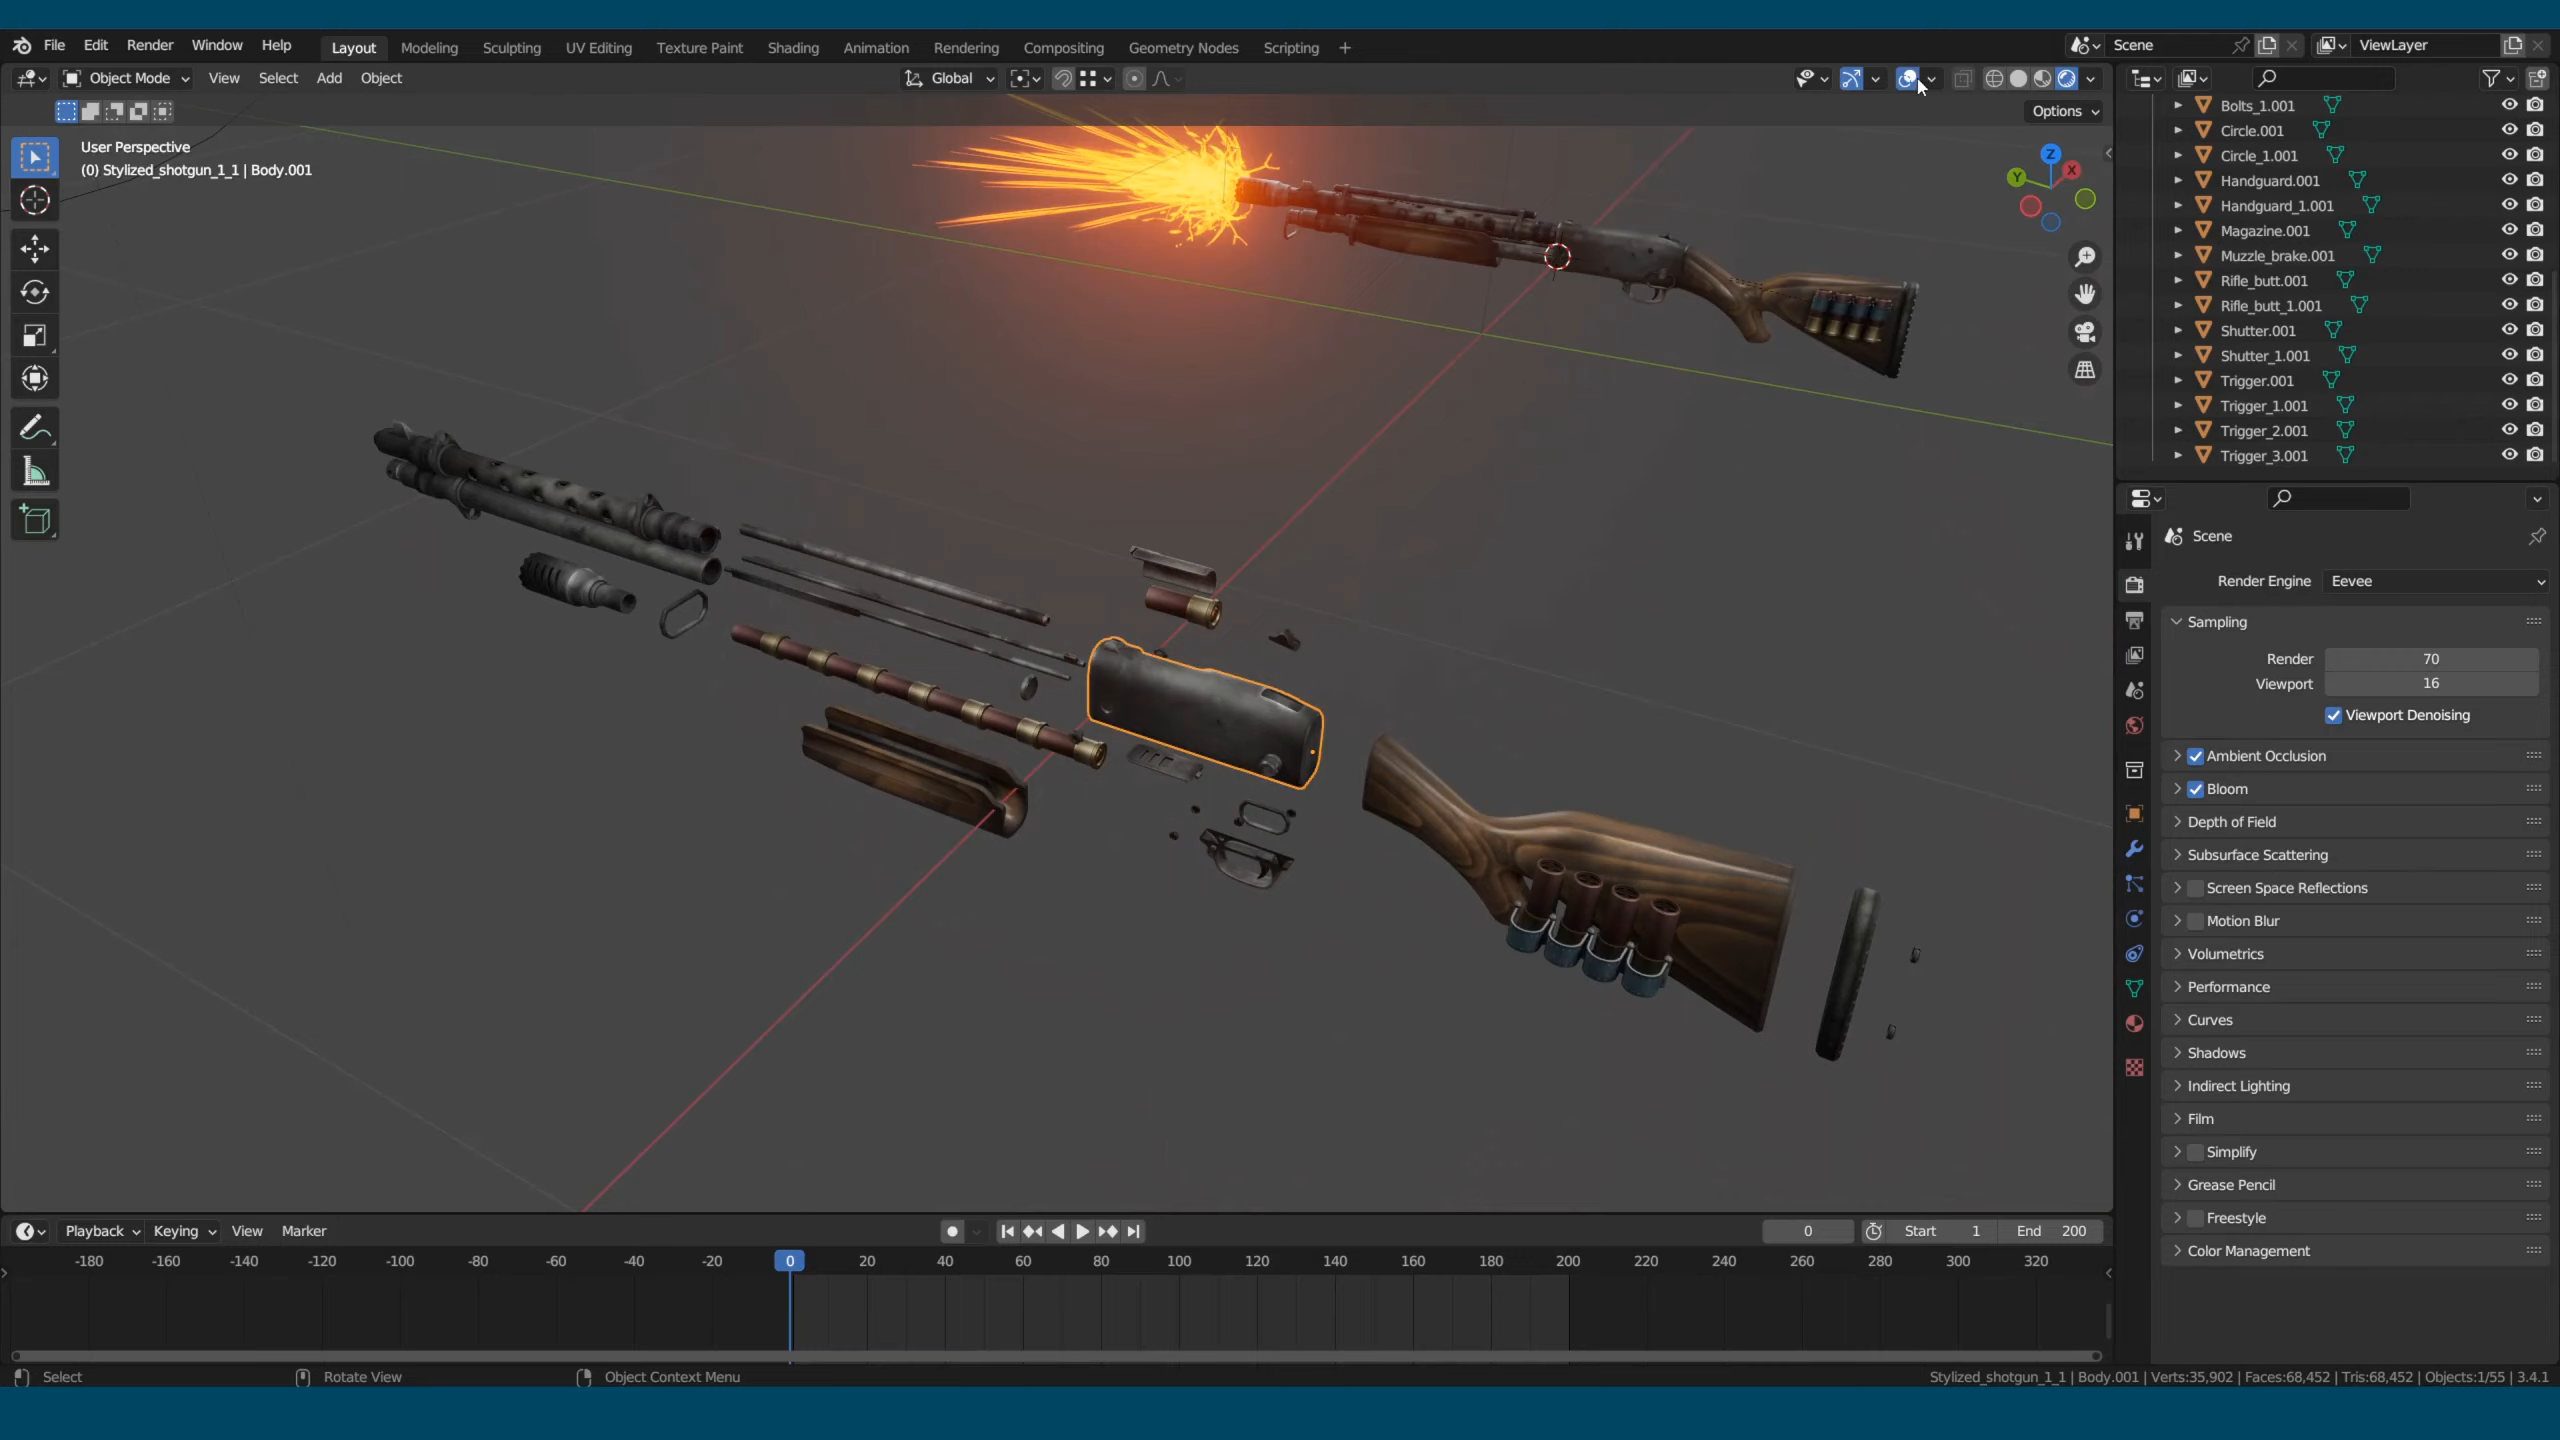 File Edit Render Window Help Layout Modeling Sculpting UV Editing Texture Paint Shading Animation Rendering Compositing Geometry Nodes Scripting + Scene ViewLayer
Object Mode View Select Add Object Global
Options
User Perspective
(0) Stylized_shotgun_1_1 | Body.001
Z
X
Y
Bolts_1.001
Circle.001
Circle_1.001
Handguard.001
Handguard_1.001
Magazine.001
Muzzle_brake.001
Rifle_butt.001
Rifle_butt_1.001
Shutter.001
Shutter_1.001
Trigger.001
Trigger_1.001
Trigger_2.001
Trigger_3.001
Scene
Render Engine Eevee
Sampling
Render 70
Viewport 16
Viewport Denoising
Ambient Occlusion
Bloom
Depth of Field
Subsurface Scattering
Screen Space Reflections
Motion Blur
Volumetrics
Performance
Curves
Shadows
Indirect Lighting
Film
Simplify
Grease Pencil
Freestyle
Color Management
Playback Keying View Marker 0 Start 1 End 200
-180 -160 -140 -120 -100 -80 -60 -40 -20 0 20 40 60 80 100 120 140 160 180 200 220 240 260 280 300 320
Select Rotate View Object Context Menu Stylized_shotgun_1_1 | Body.001 | Verts:35,902 | Faces:68,452 | Tris:68,452 | Objects:1/55 | 3.4.1